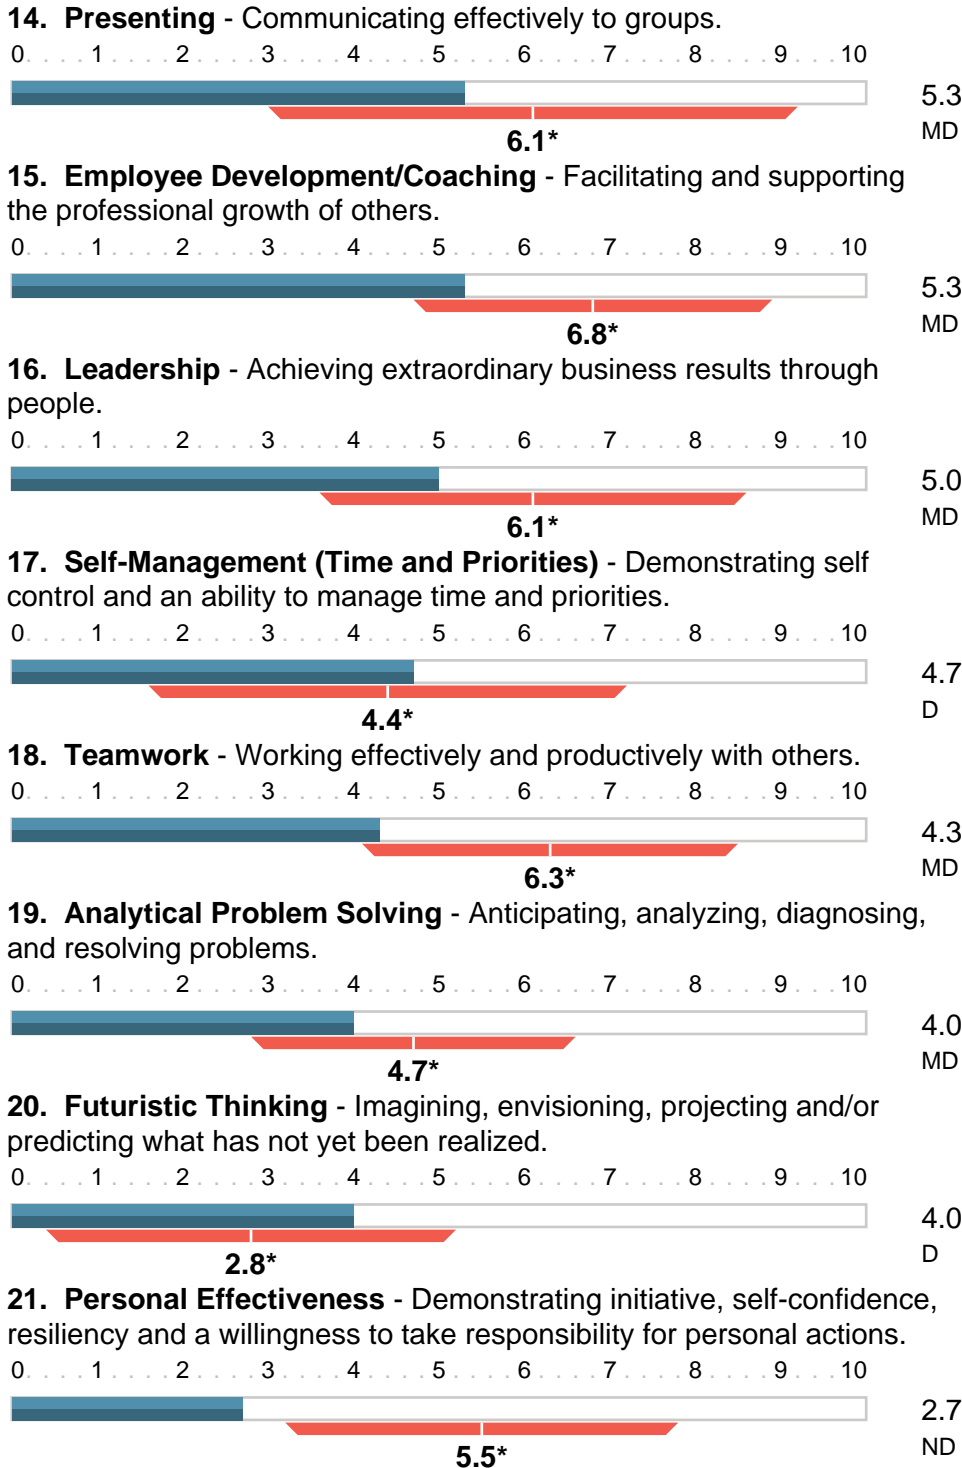 14. Presenting - Communicating effectively to groups.
0. . . . 1 . . . . 2 . . . . 3 . . . . 4 . . . . 5 . . . . 6 . . . . 7 . . . . 8 . . . . 9 . . . 10
5.3
MD
6.1*
15. Employee Development/Coaching - Facilitating and supporting
the professional growth of others.
0. . . . 1 . . . . 2 . . . . 3 . . . . 4 . . . . 5 . . . . 6 . . . . 7 . . . . 8 . . . . 9 . . . 10
5.3
MD
6.8*
16. Leadership - Achieving extraordinary business results through
people.
0. . . . 1 . . . . 2 . . . . 3 . . . . 4 . . . . 5 . . . . 6 . . . . 7 . . . . 8 . . . . 9 . . . 10
5.0
MD
6.1*
17. Self-Management (Time and Priorities) - Demonstrating self
control and an ability to manage time and priorities.
0. . . . 1 . . . . 2 . . . . 3 . . . . 4 . . . . 5 . . . . 6 . . . . 7 . . . . 8 . . . . 9 . . . 10
4.7
D
4.4*
18. Teamwork - Working effectively and productively with others.
0. . . . 1 . . . . 2 . . . . 3 . . . . 4 . . . . 5 . . . . 6 . . . . 7 . . . . 8 . . . . 9 . . . 10
4.3
MD
6.3*
19. Analytical Problem Solving - Anticipating, analyzing, diagnosing,
and resolving problems.
0. . . . 1 . . . . 2 . . . . 3 . . . . 4 . . . . 5 . . . . 6 . . . . 7 . . . . 8 . . . . 9 . . . 10
4.0
MD
4.7*
20. Futuristic Thinking - Imagining, envisioning, projecting and/or
predicting what has not yet been realized.
0. . . . 1 . . . . 2 . . . . 3 . . . . 4 . . . . 5 . . . . 6 . . . . 7 . . . . 8 . . . . 9 . . . 10
4.0
D
2.8*
21. Personal Effectiveness - Demonstrating initiative, self-confidence,
resiliency and a willingness to take responsibility for personal actions.
0. . . . 1 . . . . 2 . . . . 3 . . . . 4 . . . . 5 . . . . 6 . . . . 7 . . . . 8 . . . . 9 . . . 10
2.7
ND
5.5*